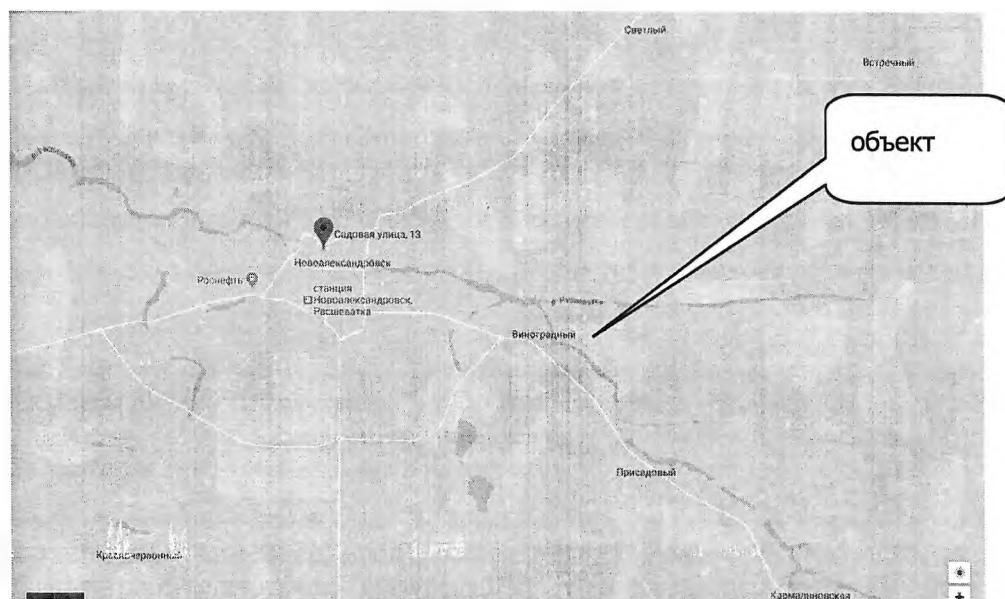 Светлый
Встречный
объект
Садовая улица, 13
Новоалександровск
Роснефть
станция
Новоалександровск,
Расшеватка
Виноградный
Присадовый
Кармалиновская